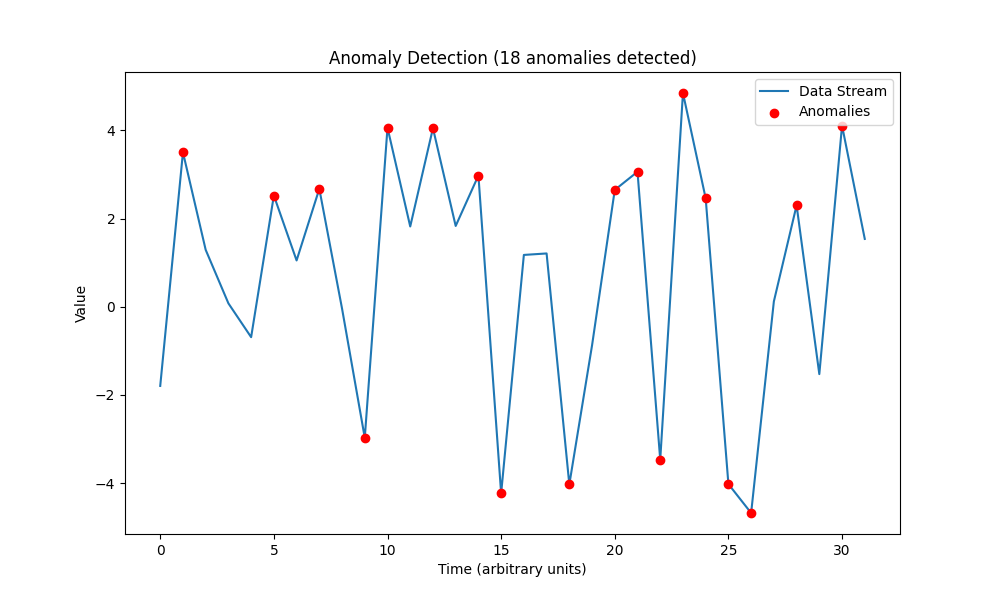 Anomaly Detection (18 anomalies detected)
Data Stream
Anomalies
Value
4
2
0
−2
−4
0 5 10 15 20 25 30
Time (arbitrary units)